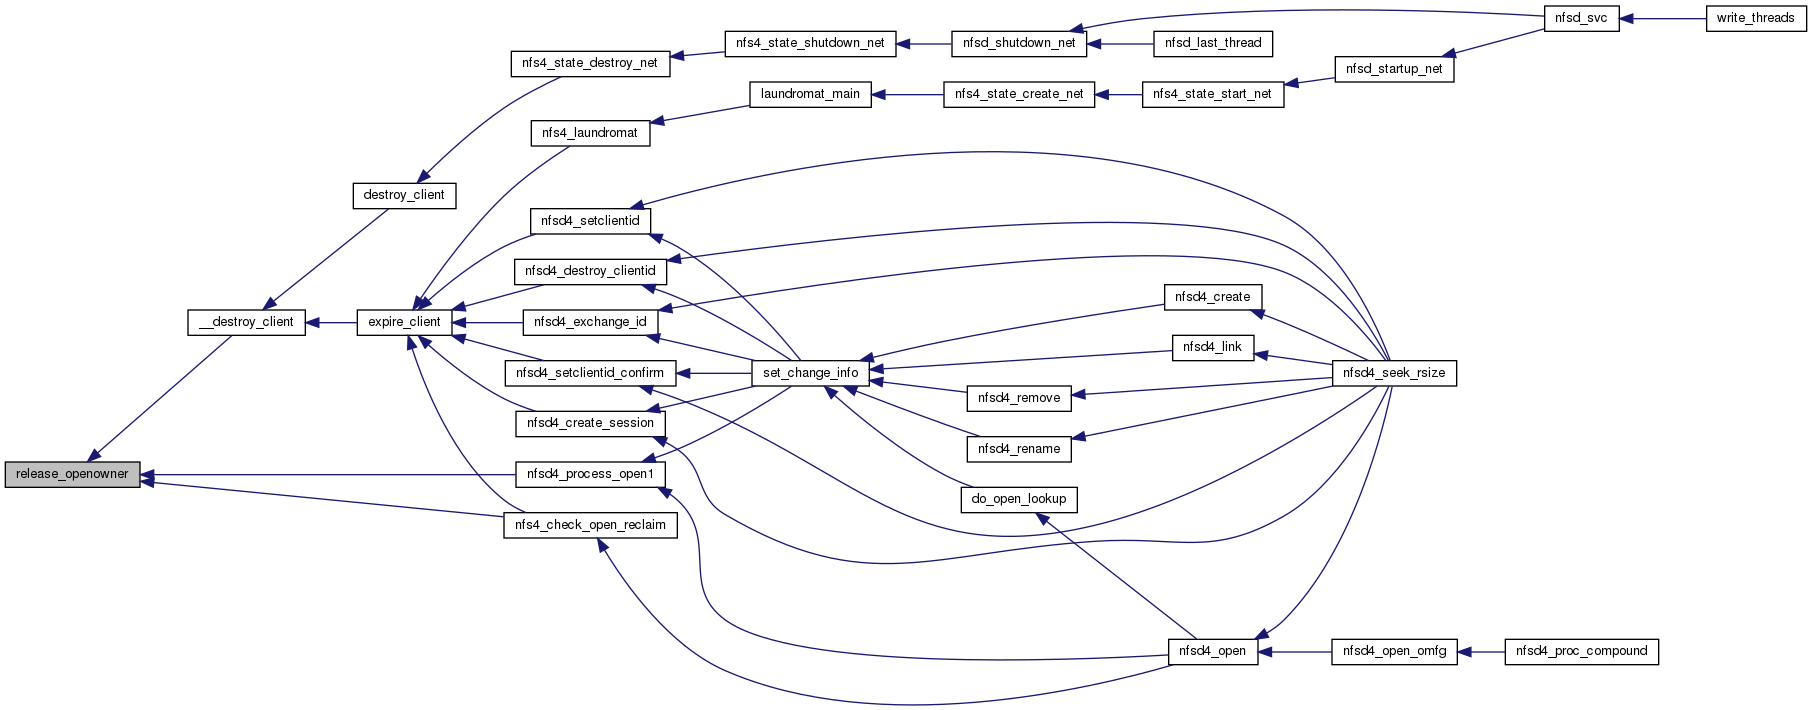 nfsd_svc
write_threads
nfs4_state_shutdown_net
nfsd_shutdown_net
nfsd_last_thread
nfs4_state_destroy_net
nfsd_startup_net
laundromat_main
nfs4_state_create_net
nfs4_state_start_net
nfs4_laundromat
destroy_client
nfsd4_setclientid
nfsd4_destroy_clientid
nfsd4_create
__destroy_client
expire_client
nfsd4_exchange_id
nfsd4_link
nfsd4_setclientid_confirm
set_change_info
nfsd4_seek_rsize
nfsd4_remove
nfsd4_create_session
nfsd4_rename
release_openowner
nfsd4_process_open1
do_open_lookup
nfs4_check_open_reclaim
nfsd4_open
nfsd4_open_omfg
nfsd4_proc_compound